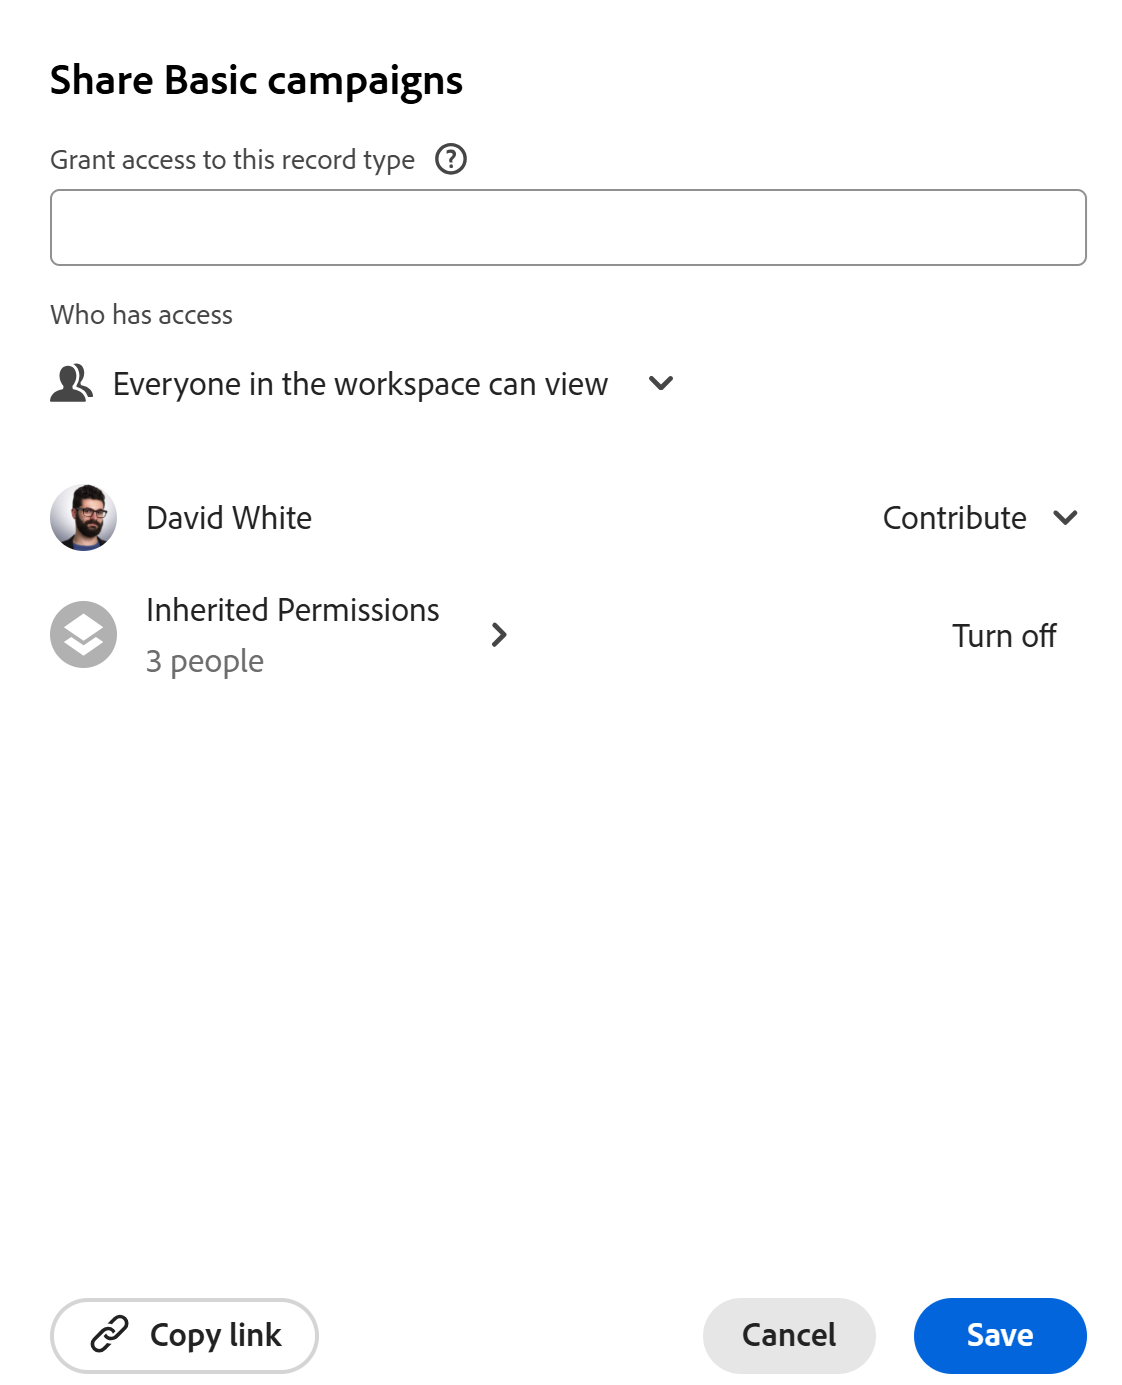 Share Basic campaigns
Grant access to this record type
Who has access
Everyone in the workspace can view
David White
Contribute
Inherited Permissions
3 people
Turn off
Copy link
Cancel
Save